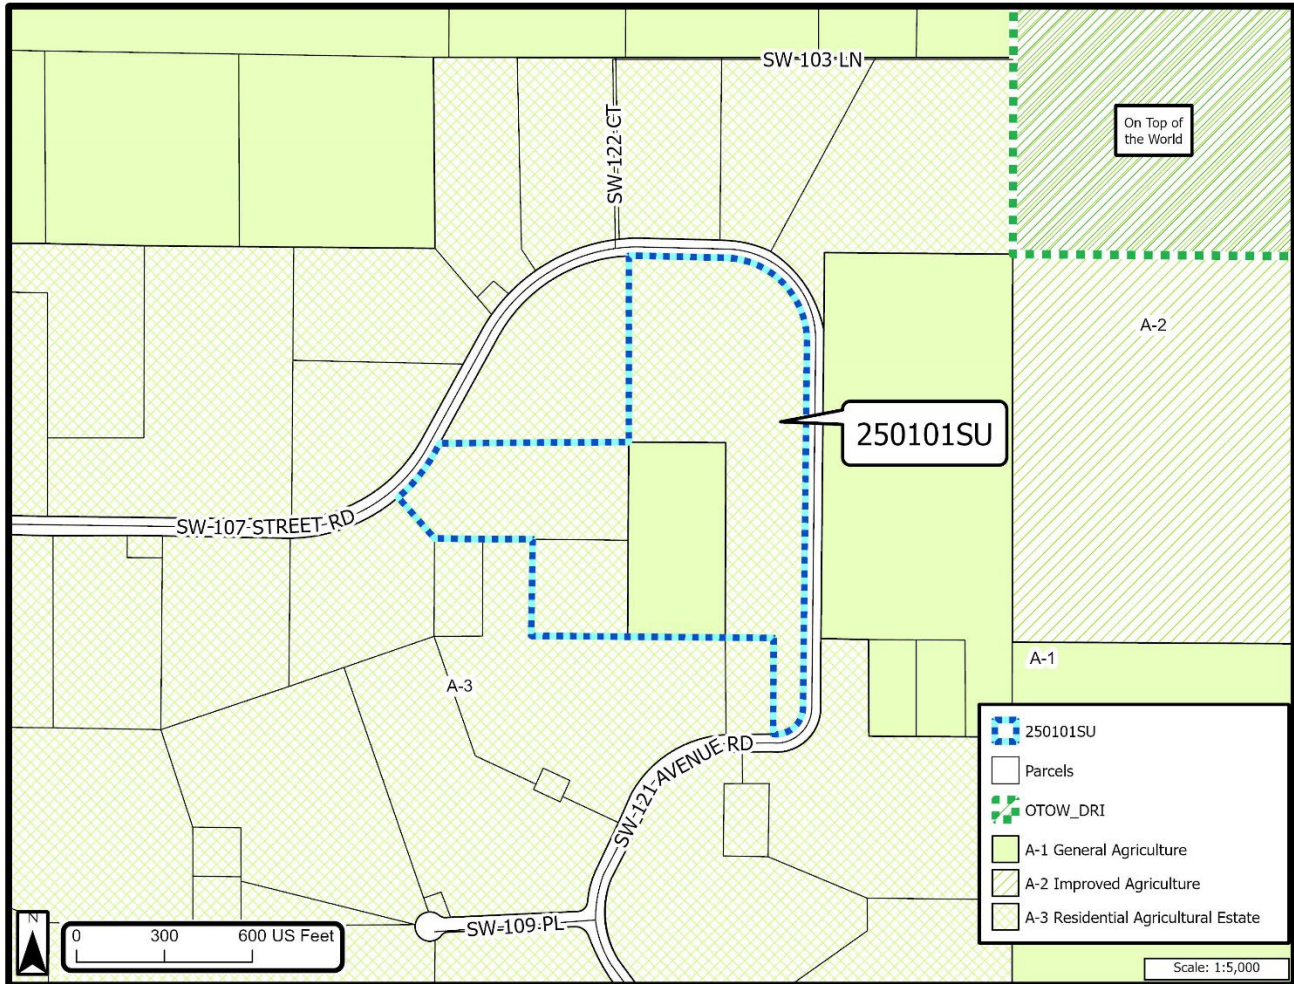 SW 103 LN
On Top of
the World
SW 122 CT
A-2
250101SU
SW 107 STREET RD
A-1
A-3
250101SU
Parcels
OTOW_DRI
A-1 General Agriculture
A-2 Improved Agriculture
A-3 Residential Agricultural Estate
SW 121 AVENUE RD
SW 109 PL
N
0 300 600 US Feet
Scale: 1:5,000